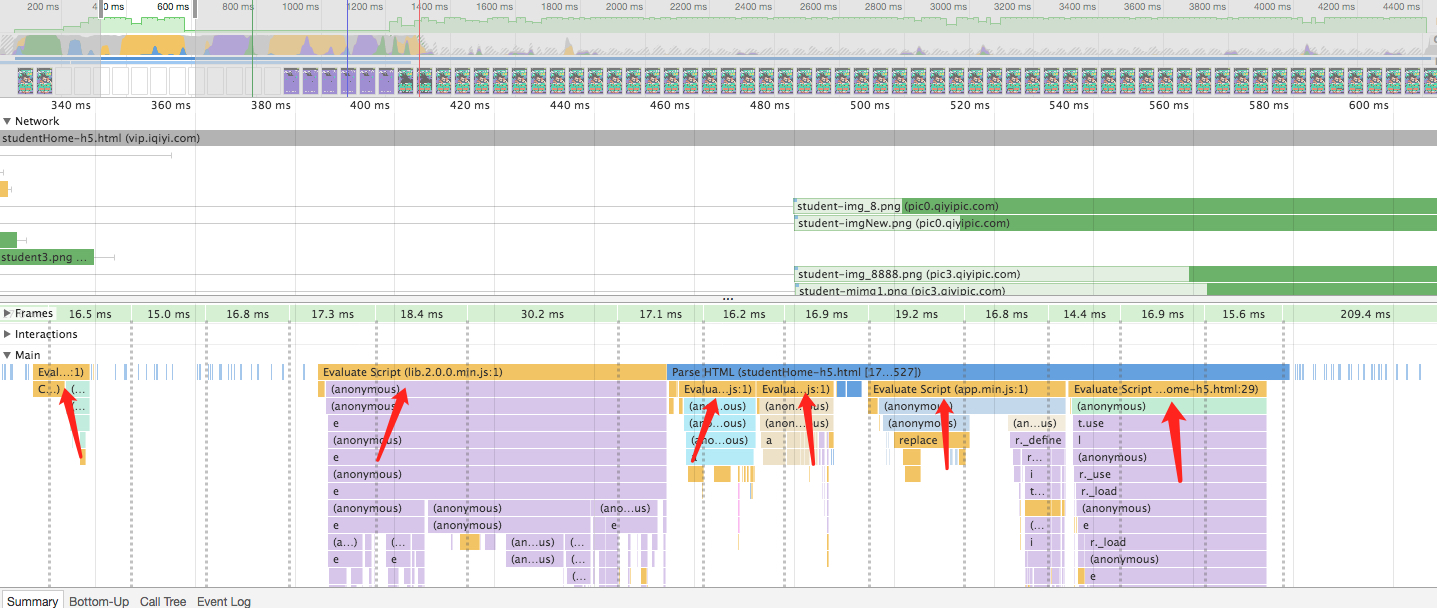 200 ms 4 0 ms 600 ms 800 ms 1000 ms 1200 ms 1400 ms 1600 ms 1800 ms 2000 ms 2200 ms 2400 ms 2600 ms 2800 ms 3000 ms 3200 ms 3400 ms 3600 ms 3800 ms 4000 ms 4200 ms 4400 ms
340 ms 360 ms 380 ms 400 ms 420 ms 440 ms 460 ms 480 ms 500 ms 520 ms 540 ms 560 ms 580 ms 600 ms
▼ Network
studentHome-h5.html (vip.iqiyi.com)
student-img_8.png (pic0.qiyipic.com)
student-imgNew.png (pic0.qiyipic.com)
student3.png ...
student-img_8888.png (pic3.qiyipic.com)
student-mimg1.png (pic3.qiyipic.com)
...
▶ Frames 16.5 ms 15.0 ms 16.8 ms 17.3 ms 18.4 ms 30.2 ms 17.1 ms 16.2 ms 16.9 ms 19.2 ms 16.8 ms 14.4 ms 16.9 ms 15.6 ms 209.4 ms
▶ Interactions
▼ Main
Eval...:1) Evaluate Script (lib.2.0.0.min.js:1) Parse HTML (studentHome-h5.html [17...527])
C...) (... (anonymous) Evalua...js:1) Evalua...js:1) Evaluate Script (app.min.js:1) Evaluate Script ...ome-h5.html:29)
(... (anonymous) (an...ous) (anon...us) (anonymous) (anonymous)
e (ano...ous) (ano...ous) (anonymous) (an...us) t.use
(anonymous) (ano...ous) a replace r._define l
e r... (anonymous)
(anonymous) i r._use
e t... r._load
(anonymous) (anonymous) (ano...us) (anonymous)
e (anonymous) e (... e
(a...) (... (an...us) (... i r._load
e e (an...us) (... (anonymous)
(... e
Summary Bottom-Up Call Tree Event Log